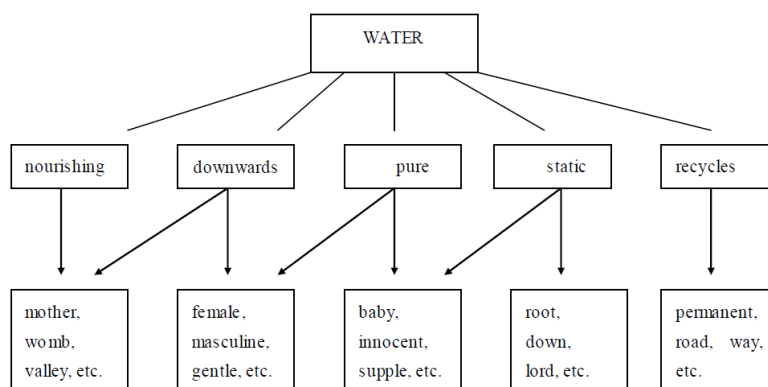 WATER
nourishing
downwards
pure
static
recycles
mother,
womb,
valley, etc.
female,
masculine,
gentle, etc.
baby,
innocent,
supple, etc.
root,
down,
lord, etc.
permanent,
road, way,
etc.